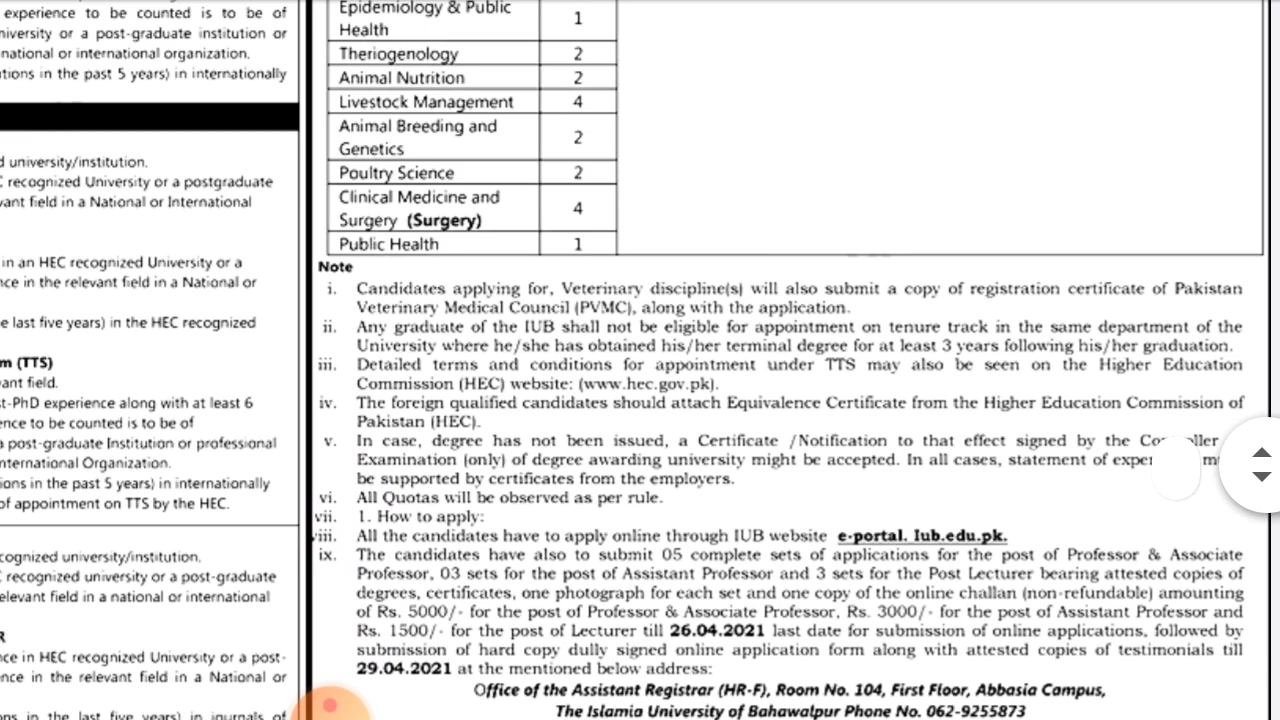 experience to be counted is to be of
niversity or a post-graduate institution or
national or international organization.
tions in the past 5 years) in internationally
d university/institution.
C recognized University or a postgraduate
vant field in a National or International
in an HEC recognized University or a
nce in the relevant field in a National or
e last five years) in the HEC recognized
m (TTS)
ant field.
st-PhD experience along with at least 6
ence to be counted is to be of
a post-graduate Institution or professional
nternational Organization.
ions in the past 5 years) in internationally
of appointment on TTS by the HEC.
cognized university/institution.
C recognized university or a post-graduate
elevant field in a national or international
R
nce in HEC recognized University or a post-
nce in the relevant field in a National or
ns in the last five years) in journals of
Epidemiology & Public
Health 1
Theriogenology 2
Animal Nutrition 2
Livestock Management 4
Animal Breeding and
Genetics 2
Poultry Science 2
Clinical Medicine and
Surgery (Surgery) 4
Public Health 1
Note
i. Candidates applying for, Veterinary discipline(s) will also submit a copy of registration certificate of Pakistan
Veterinary Medical Council (PVMC), along with the application.
ii. Any graduate of the IUB shall not be eligible for appointment on tenure track in the same department of the
University where he/she has obtained his/her terminal degree for at least 3 years following his/her graduation.
iii. Detailed terms and conditions for appointment under TTS may also be seen on the Higher Education
Commission (HEC) website: (www.hec.gov.pk).
iv. The foreign qualified candidates should attach Equivalence Certificate from the Higher Education Commission of
Pakistan (HEC).
v. In case, degree has not been issued, a Certificate /Notification to that effect signed by the
Examination (only) of degree awarding university might be accepted. In all cases, statement of
be supported by certificates from the employers.
vi. All Quotas will be observed as per rule.
vii. 1. How to apply:
viii. All the candidates have to apply online through IUB website e-portal. Iub.edu.pk.
ix. The candidates have also to submit 05 complete sets of applications for the post of Professor & Associate
Professor, 03 sets for the post of Assistant Professor and 3 sets for the Post Lecturer bearing attested copies of
degrees, certificates, one photograph for each set and one copy of the online challan (non-refundable) amounting
of Rs. 5000/- for the post of Professor & Associate Professor, Rs. 3000/- for the post of Assistant Professor and
Rs. 1500/- for the post of Lecturer till 26.04.2021 last date for submission of online applications, followed by
submission of hard copy dully signed online application form along with attested copies of testimonials till
29.04.2021 at the mentioned below address:
Office of the Assistant Registrar (HR-F), Room No. 104, First Floor, Abbasia Campus,
The Islamia University of Bahawalpur Phone No. 062-9255873